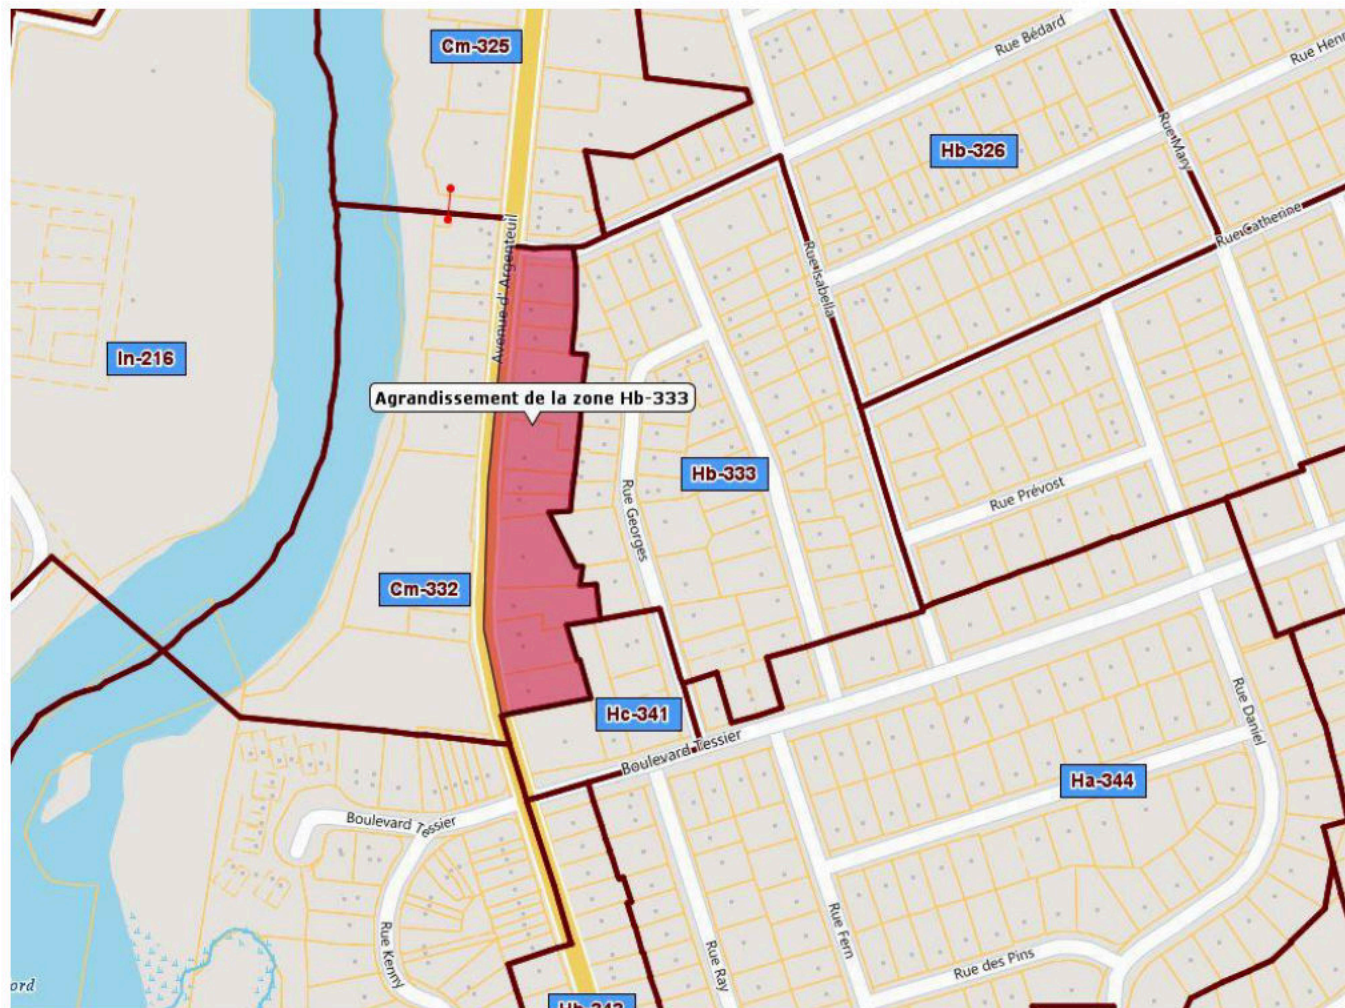 Cm-325
Rue Bédard
Rue Mary
Hb-326
Rue Catherine
Avenue d'Argenteuil
Rue Isabella
In-216
Agrandissement de la zone Hb-333
Hb-333
Rue Georges
Rue Prévost
Cm-332
Hc-341
Boulevard Tessier
Rue Daniel
Ha-344
Boulevard Tessier
Rue Kenny
Rue Ray
Rue Fern
Rue des Pins